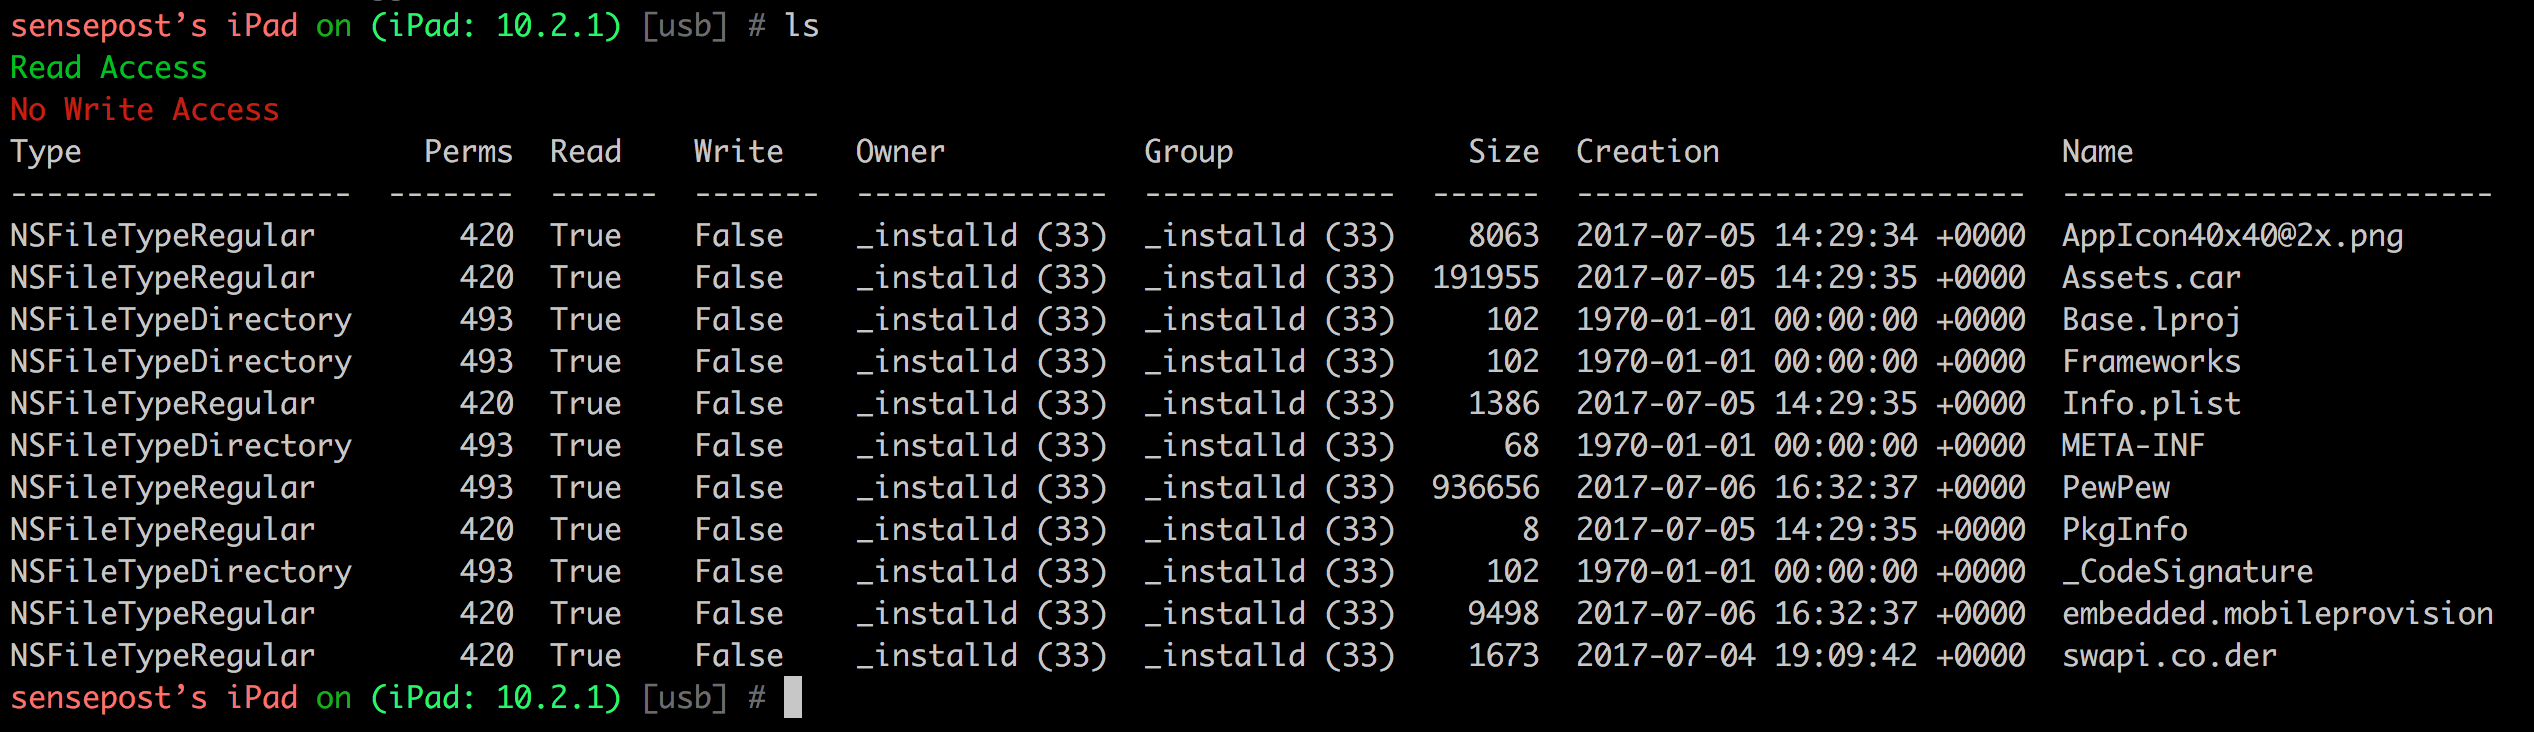 sensepost’s iPad on (iPad: 10.2.1) [usb] # ls
Read Access
No Write Access
Type                   Perms  Read    Write    Owner           Group             Size  Creation                   Name
-------------------  -------  ------  -------  --------------  --------------  ------  -------------------------  ------------------------
NSFileTypeRegular        420  True    False    _installd (33)  _installd (33)    8063  2017-07-05 14:29:34 +0000  AppIcon40x40@2x.png
NSFileTypeRegular        420  True    False    _installd (33)  _installd (33)  191955  2017-07-05 14:29:35 +0000  Assets.car
NSFileTypeDirectory      493  True    False    _installd (33)  _installd (33)     102  1970-01-01 00:00:00 +0000  Base.lproj
NSFileTypeDirectory      493  True    False    _installd (33)  _installd (33)     102  1970-01-01 00:00:00 +0000  Frameworks
NSFileTypeRegular        420  True    False    _installd (33)  _installd (33)    1386  2017-07-05 14:29:35 +0000  Info.plist
NSFileTypeDirectory      493  True    False    _installd (33)  _installd (33)      68  1970-01-01 00:00:00 +0000  META-INF
NSFileTypeRegular        493  True    False    _installd (33)  _installd (33)  936656  2017-07-06 16:32:37 +0000  PewPew
NSFileTypeRegular        420  True    False    _installd (33)  _installd (33)       8  2017-07-05 14:29:35 +0000  PkgInfo
NSFileTypeDirectory      493  True    False    _installd (33)  _installd (33)     102  1970-01-01 00:00:00 +0000  _CodeSignature
NSFileTypeRegular        420  True    False    _installd (33)  _installd (33)    9498  2017-07-06 16:32:37 +0000  embedded.mobileprovision
NSFileTypeRegular        420  True    False    _installd (33)  _installd (33)    1673  2017-07-04 19:09:42 +0000  swapi.co.der
sensepost’s iPad on (iPad: 10.2.1) [usb] #